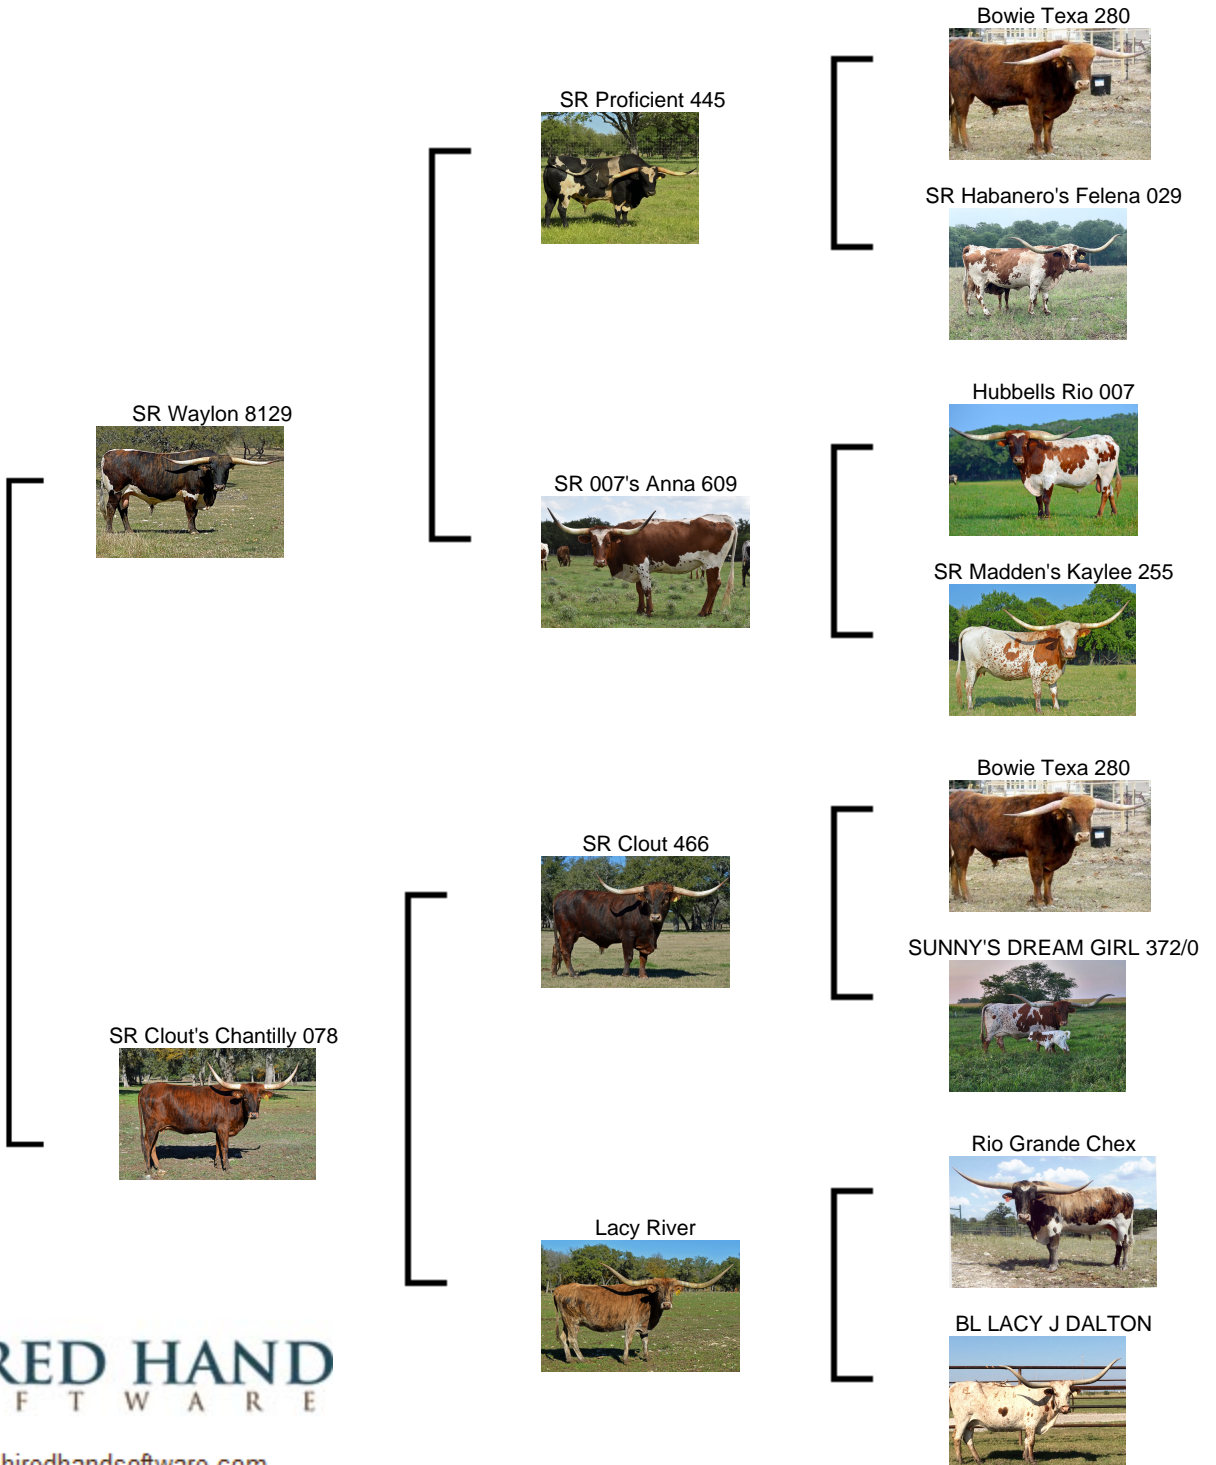 Bowie Texa 280
SR Proficient 445
SR Habanero's Felena 029
Hubbells Rio 007
SR Waylon 8129
SR 007's Anna 609
SR Madden's Kaylee 255
Bowie Texa 280
SR Clout 466
SUNNY'S DREAM GIRL 372/0
SR Clout's Chantilly 078
Rio Grande Chex
Lacy River
BL LACY J DALTON
RED HAND
F T W A R E
hiredhandsoftware.com